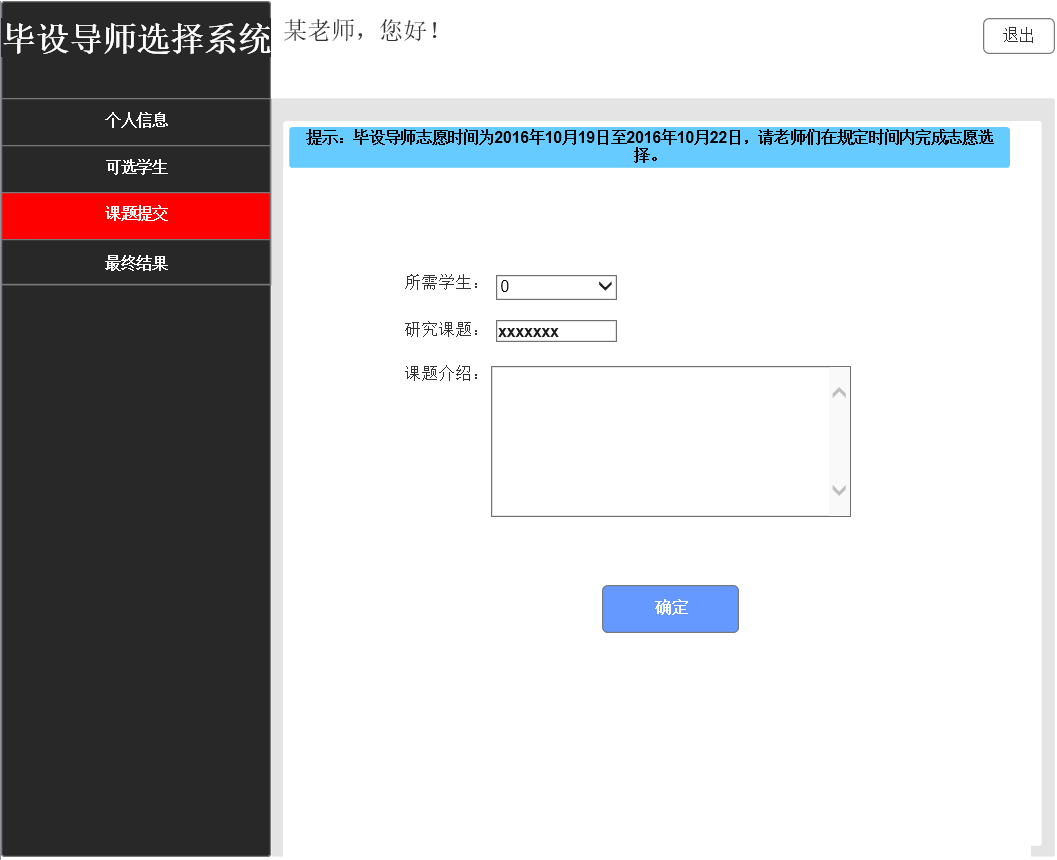 毕设导师选择系统
某老师，您好！
退出
个人信息
可选学生
课题提交
最终结果
提示：毕设导师志愿时间为2016年10月19日至2016年10月22日，请老师们在规定时间内完成志愿选
择。
所需学生： 0
研究课题： xxxxxxx
课题介绍：
确定